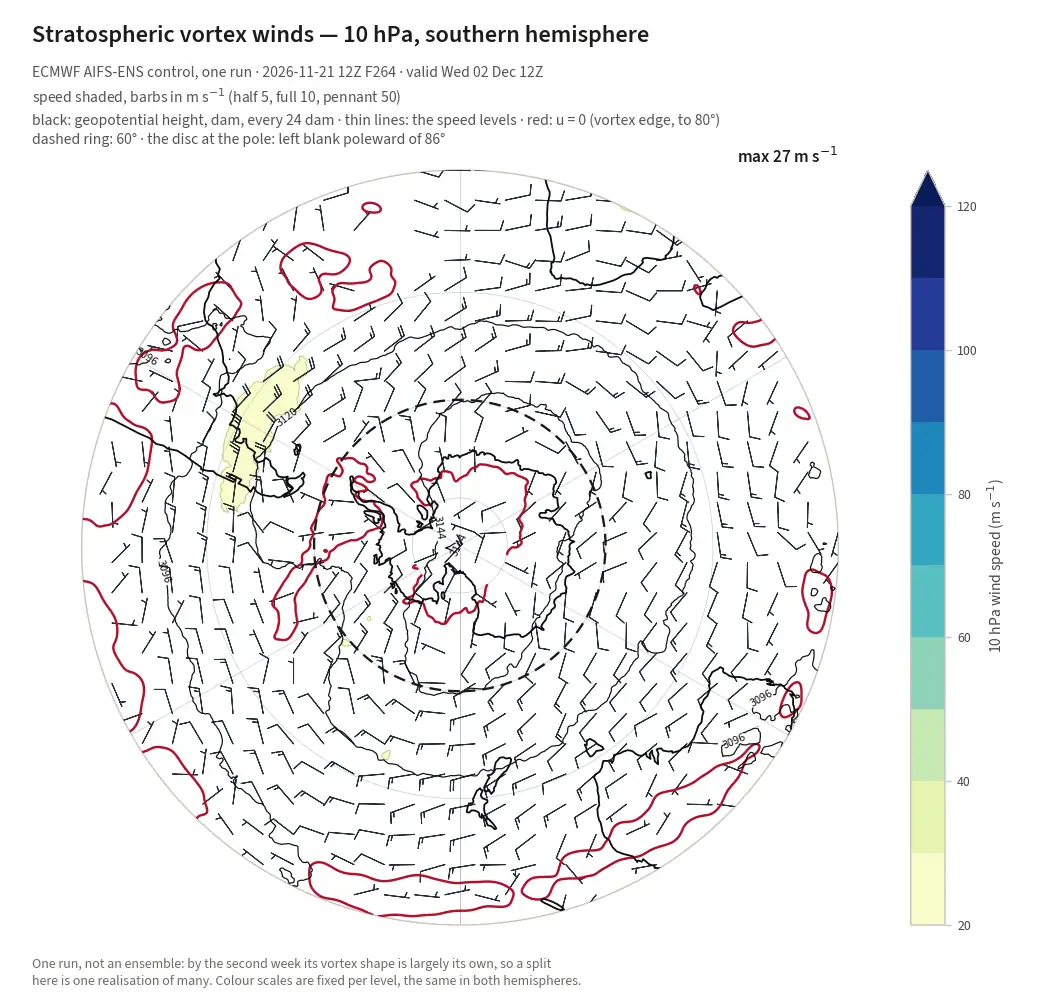 Stratospheric vortex winds — 10 hPa, southern hemisphere
ECMWF AIFS-ENS control, one run · 2026-11-21 12Z F264 · valid Wed 02 Dec 12Z
speed shaded, barbs in m s⁻¹ (half 5, full 10, pennant 50)
black: geopotential height, dam, every 24 dam · thin lines: the speed levels · red: u = 0 (vortex edge, to 80°)
dashed ring: 60° · the disc at the pole: left blank poleward of 86°
max 27 m s⁻¹
120
100
80
60
40
20
10 hPa wind speed (m s⁻¹)
3096
3120
3144
3096
3096
3096
One run, not an ensemble: by the second week its vortex shape is largely its own, so a split
here is one realisation of many. Colour scales are fixed per level, the same in both hemispheres.